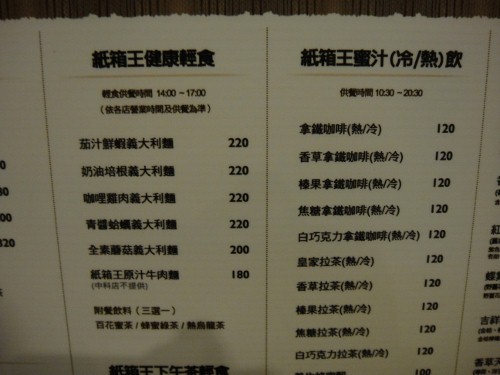 紙箱王健康輕食
輕食供餐時間 14:00～17:00
（依各店營業時間及供餐為準）
茄汁鮮蝦義大利麵 220
奶油培根義大利麵 220
咖哩雞肉義大利麵 220
青醬蛤蠣義大利麵 220
全素蘑菇義大利麵 200
紙箱王原汁牛肉麵 180
(中科店不提供)
附餐飲料（三選一）
百花蜜茶 / 蜂蜜綠茶 / 熱烏龍茶
紙箱王下午茶輕食
紙箱王蜜汁(冷/熱)飲
供餐時間 10:30～20:30
拿鐵咖啡(熱/冷) 120
香草拿鐵咖啡(熱/冷) 120
榛果拿鐵咖啡(熱/冷) 120
焦糖拿鐵咖啡(熱/冷) 120
白巧克力拿鐵咖啡(熱/冷) 120
皇家拉茶(熱/冷) 120
香草拉茶(熱/冷) 120
榛果拉茶(熱/冷) 120
焦糖拉茶(熱/冷) 120
白巧克力拉茶(熱/冷) 120
100